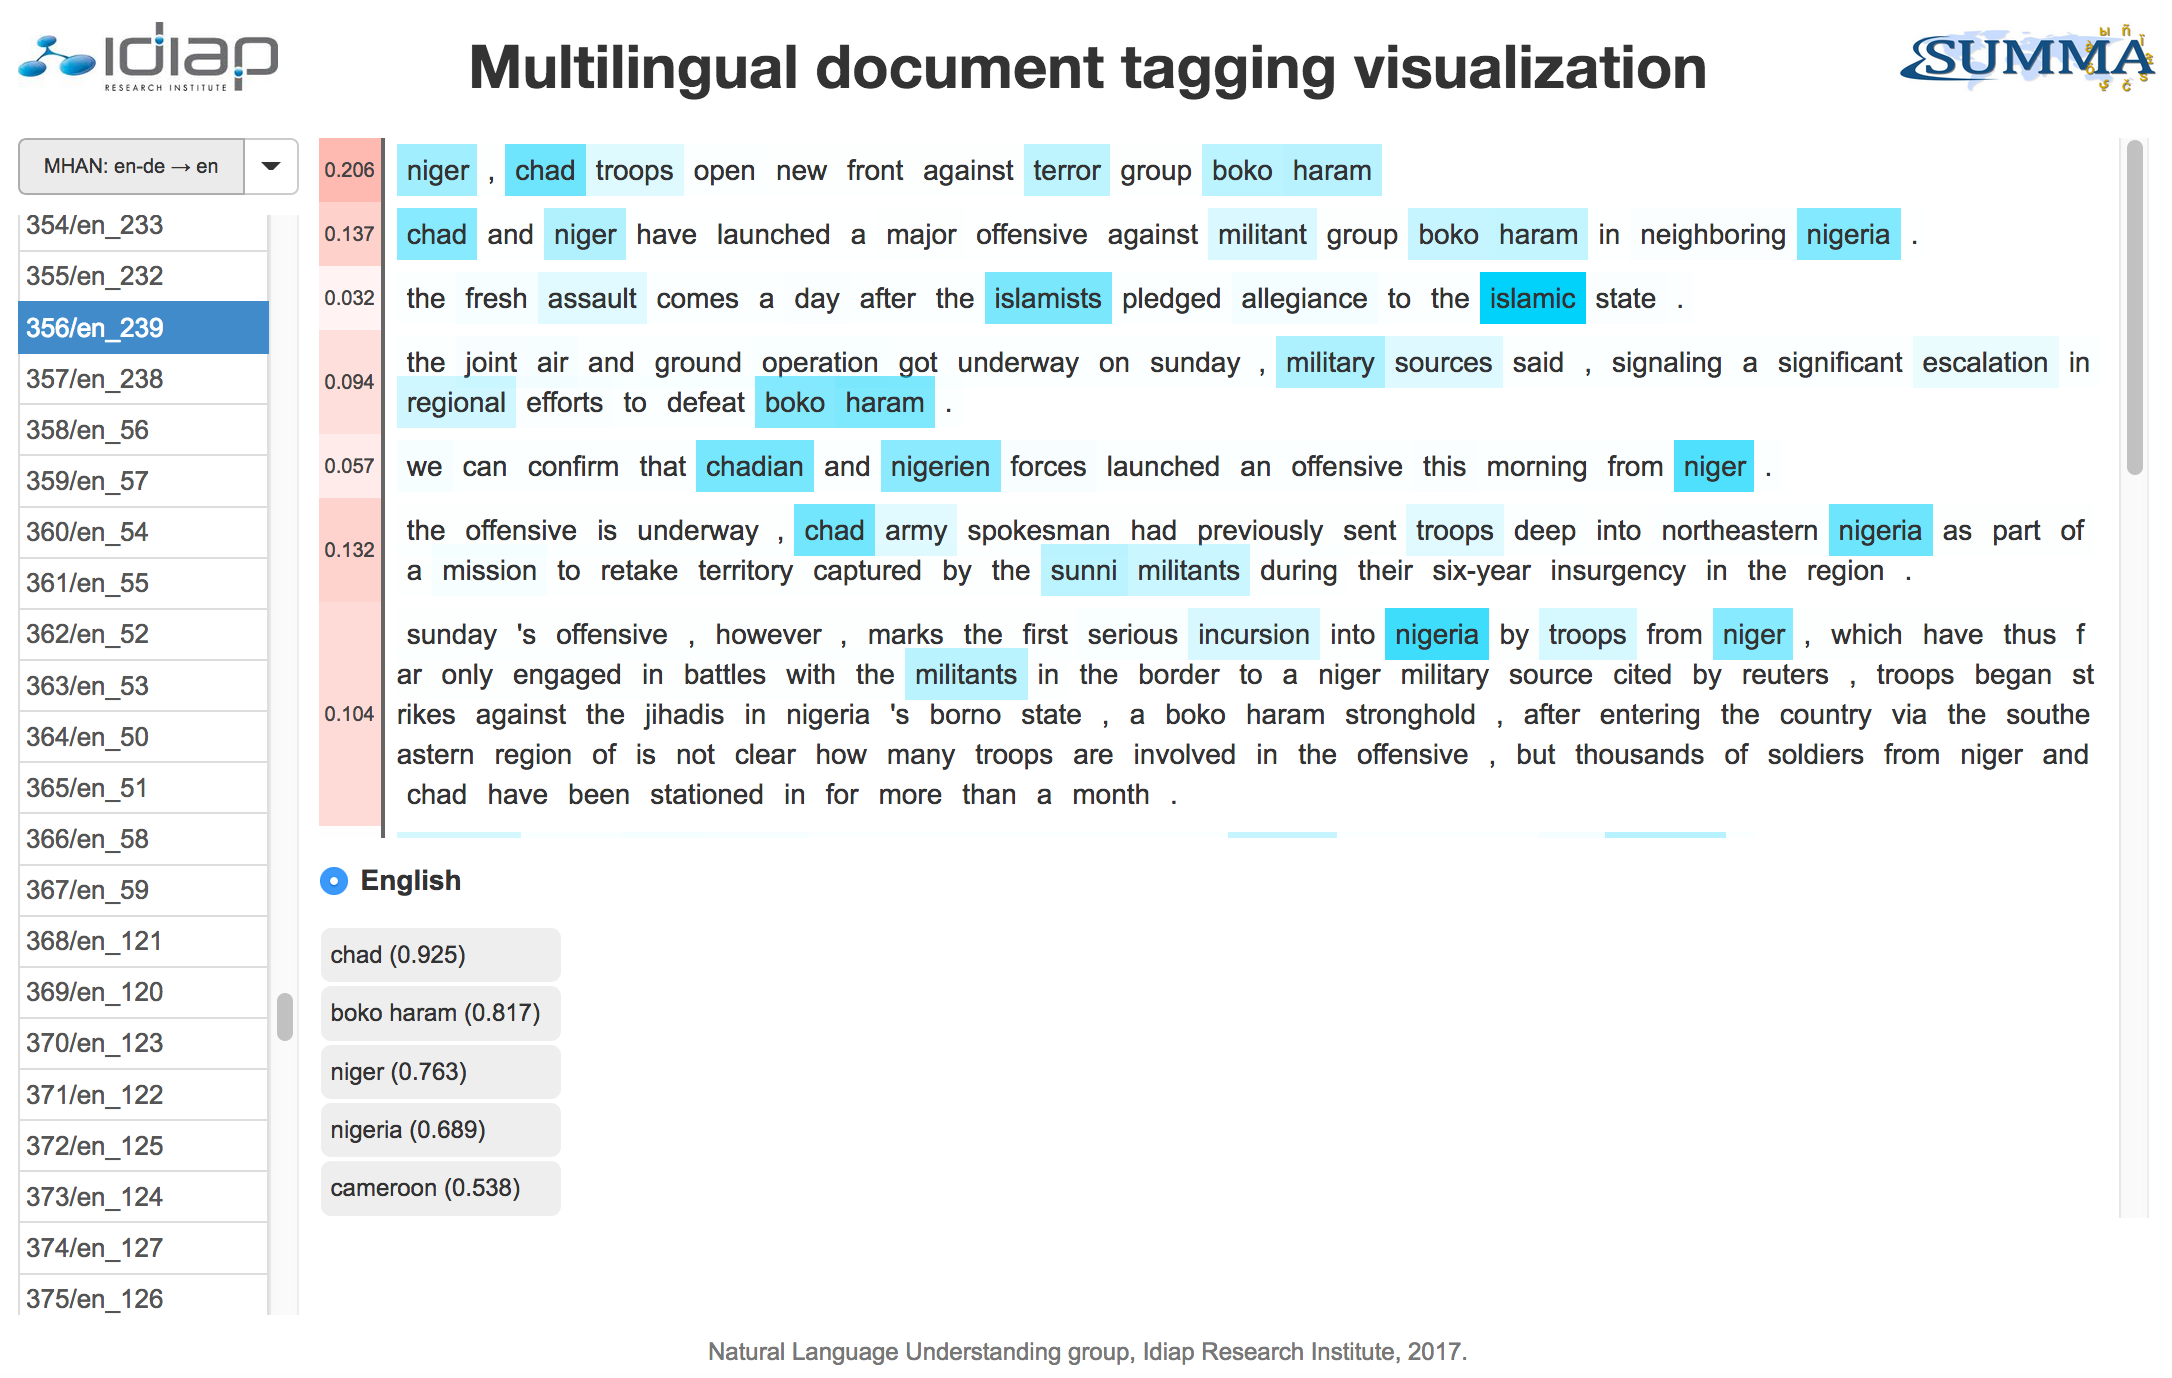 idiap
RESEARCH INSTITUTE
Multilingual document tagging visualization
SUMMA
MHAN: en-de → en
354/en_233
355/en_232
356/en_239
357/en_238
358/en_56
359/en_57
360/en_54
361/en_55
362/en_52
363/en_53
364/en_50
365/en_51
366/en_58
367/en_59
368/en_121
369/en_120
370/en_123
371/en_122
372/en_125
373/en_124
374/en_127
375/en_126
0.206 niger , chad troops open new front against terror group boko haram
0.137 chad and niger have launched a major offensive against militant group boko haram in neighboring nigeria .
0.032 the fresh assault comes a day after the islamists pledged allegiance to the islamic state .
0.094 the joint air and ground operation got underway on sunday , military sources said , signaling a significant escalation in
regional efforts to defeat boko haram .
0.057 we can confirm that chadian and nigerien forces launched an offensive this morning from niger .
0.132 the offensive is underway , chad army spokesman had previously sent troops deep into northeastern nigeria as part of
a mission to retake territory captured by the sunni militants during their six-year insurgency in the region .
0.104 sunday 's offensive , however , marks the first serious incursion into nigeria by troops from niger , which have thus f
ar only engaged in battles with the militants in the border to a niger military source cited by reuters , troops began st
rikes against the jihadis in nigeria 's borno state , a boko haram stronghold , after entering the country via the southe
astern region of is not clear how many troops are involved in the offensive , but thousands of soldiers from niger and
chad have been stationed in for more than a month .
English
chad (0.925)
boko haram (0.817)
niger (0.763)
nigeria (0.689)
cameroon (0.538)
Natural Language Understanding group, Idiap Research Institute, 2017.